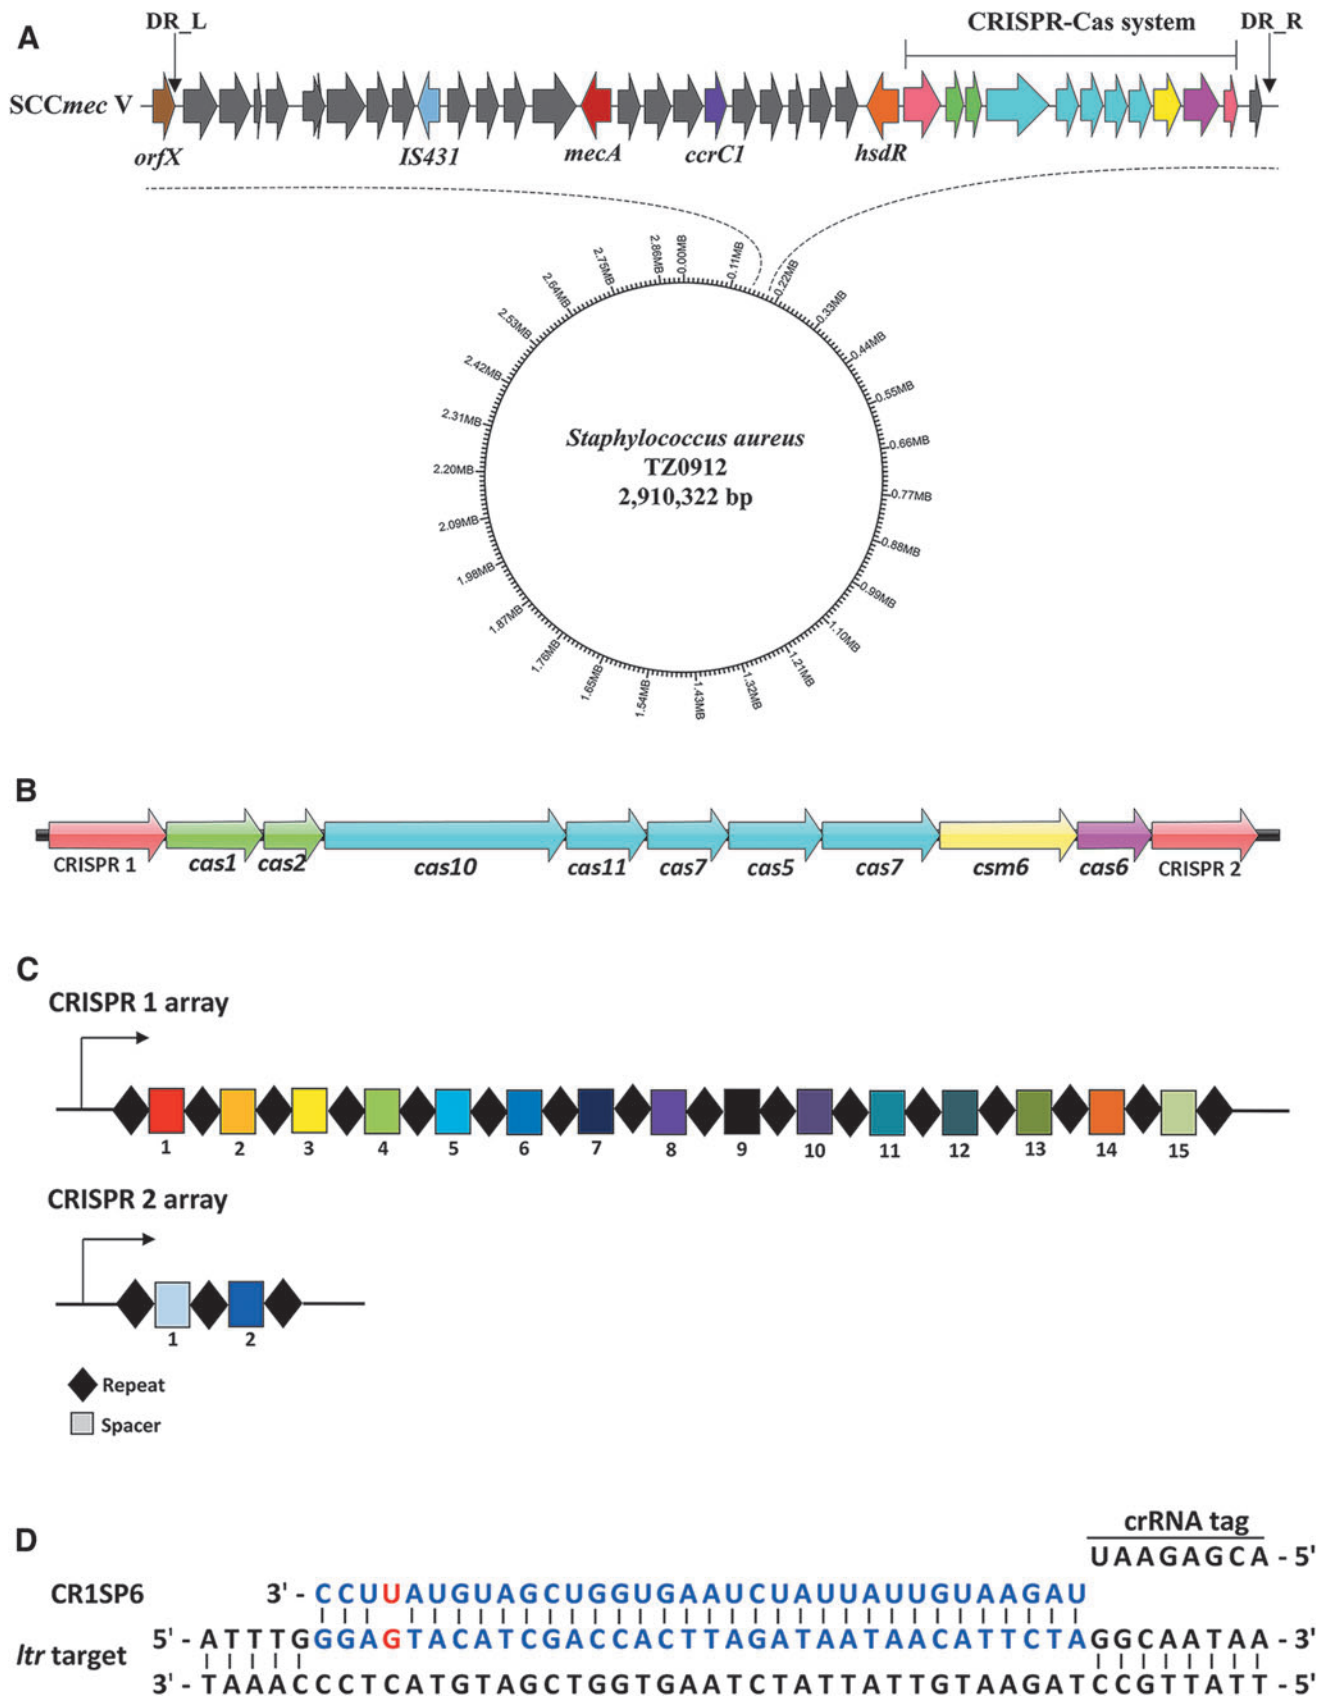 A
DR_L
CRISPR-Cas system
DR_R
SCCmec V
orfX
IS431
mecA
ccrC1
hsdR
0.00MB
0.11MB
0.22MB
0.33MB
0.44MB
0.55MB
0.66MB
0.77MB
0.88MB
0.99MB
1.10MB
1.21MB
1.32MB
1.43MB
1.54MB
1.65MB
1.76MB
1.87MB
1.98MB
2.09MB
2.20MB
2.31MB
2.42MB
2.53MB
2.64MB
2.75MB
2.86MB
Staphylococcus aureus
TZ0912
2,910,322 bp
B
CRISPR 1 cas1 cas2 cas10 cas11 cas7 cas5 cas7 csm6 cas6 CRISPR 2
C
CRISPR 1 array
1 2 3 4 5 6 7 8 9 10 11 12 13 14 15
CRISPR 2 array
1 2
Repeat
Spacer
D
crRNA tag
UAAGAGCA - 5'
CR1SP6 3' - CCUUAUGUAGCUGGUGAAUCUAUUAUUGUAAGAU
ltr target
5' - ATTTGGGAGTACATCGACCACTTAGATAATAACATTCTAGGCAATAA - 3'
3' - TAAACCCTCATGTAGCTGGTGAATCTATTATTGTAAGATCCGTTATT - 5'